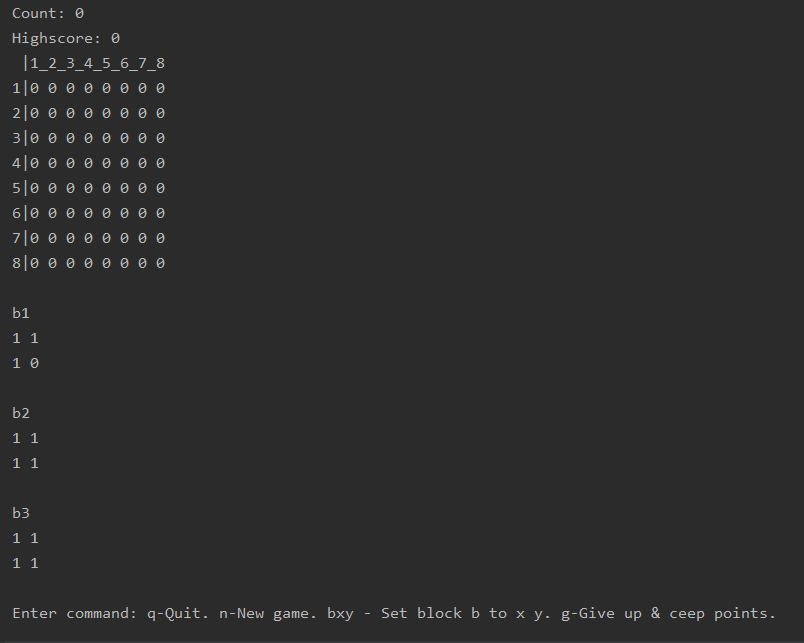 Count: 0
Highscore: 0
 |1_2_3_4_5_6_7_8
1|0 0 0 0 0 0 0 0
2|0 0 0 0 0 0 0 0
3|0 0 0 0 0 0 0 0
4|0 0 0 0 0 0 0 0
5|0 0 0 0 0 0 0 0
6|0 0 0 0 0 0 0 0
7|0 0 0 0 0 0 0 0
8|0 0 0 0 0 0 0 0
b1
1 1
1 0
b2
1 1
1 1
b3
1 1
1 1
Enter command: q-Quit. n-New game. bxy - Set block b to x y. g-Give up & ceep points.